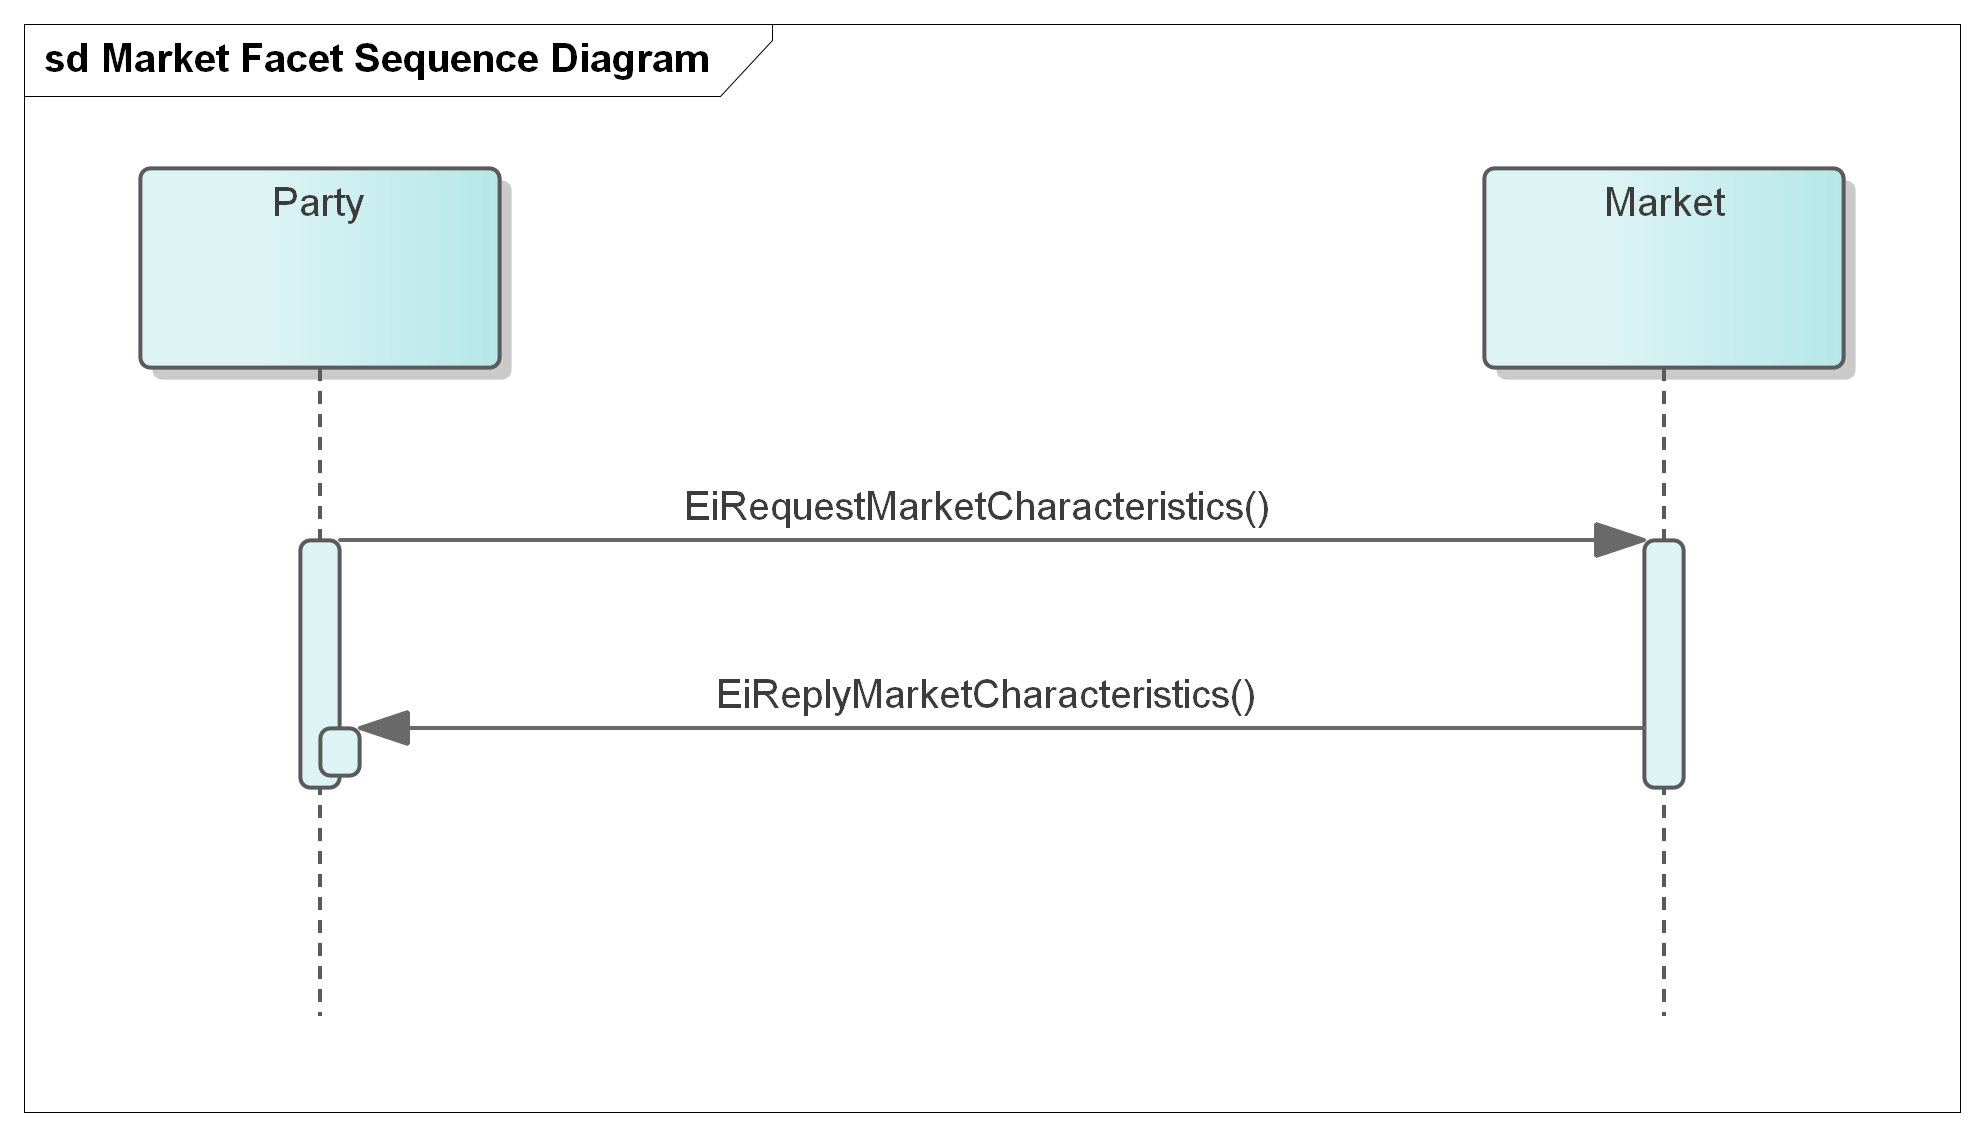 sd Market Facet Sequence Diagram
Party
Market
EiRequestMarketCharacteristics()
EiReplyMarketCharacteristics()